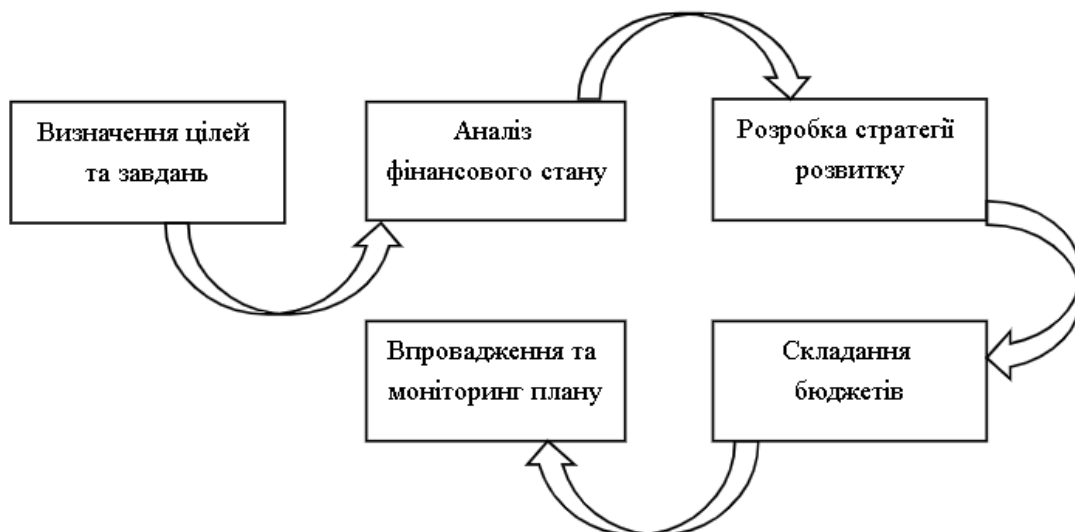 Визначення цілей
та завдань
Аналіз
фінансового стану
Розробка стратегії
розвитку
Складання
бюджетів
Впровадження та
моніторинг плану